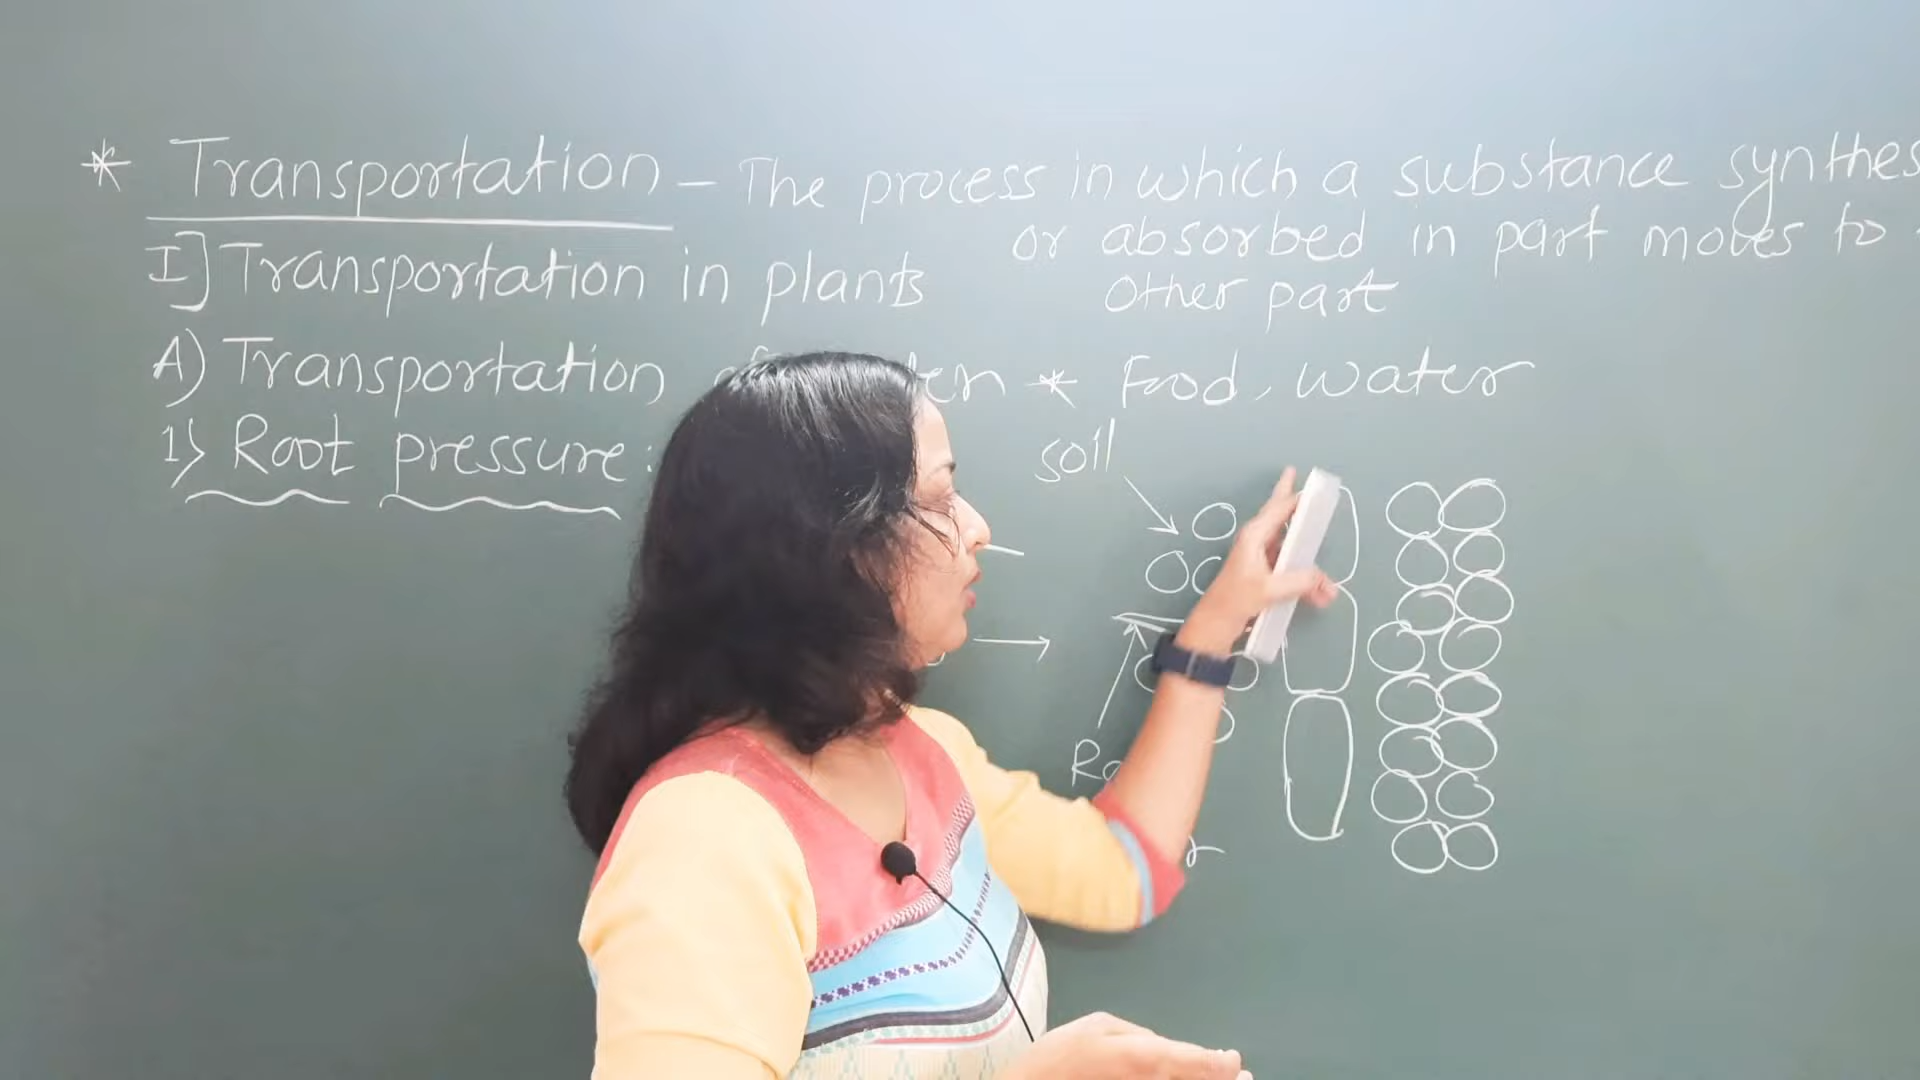 * Transportation - The process in which a substance synthes
or absorbed in part moves to
other part
I] Transportation in plants
A) Transportation
* Food, water
1) Root pressure:
soil